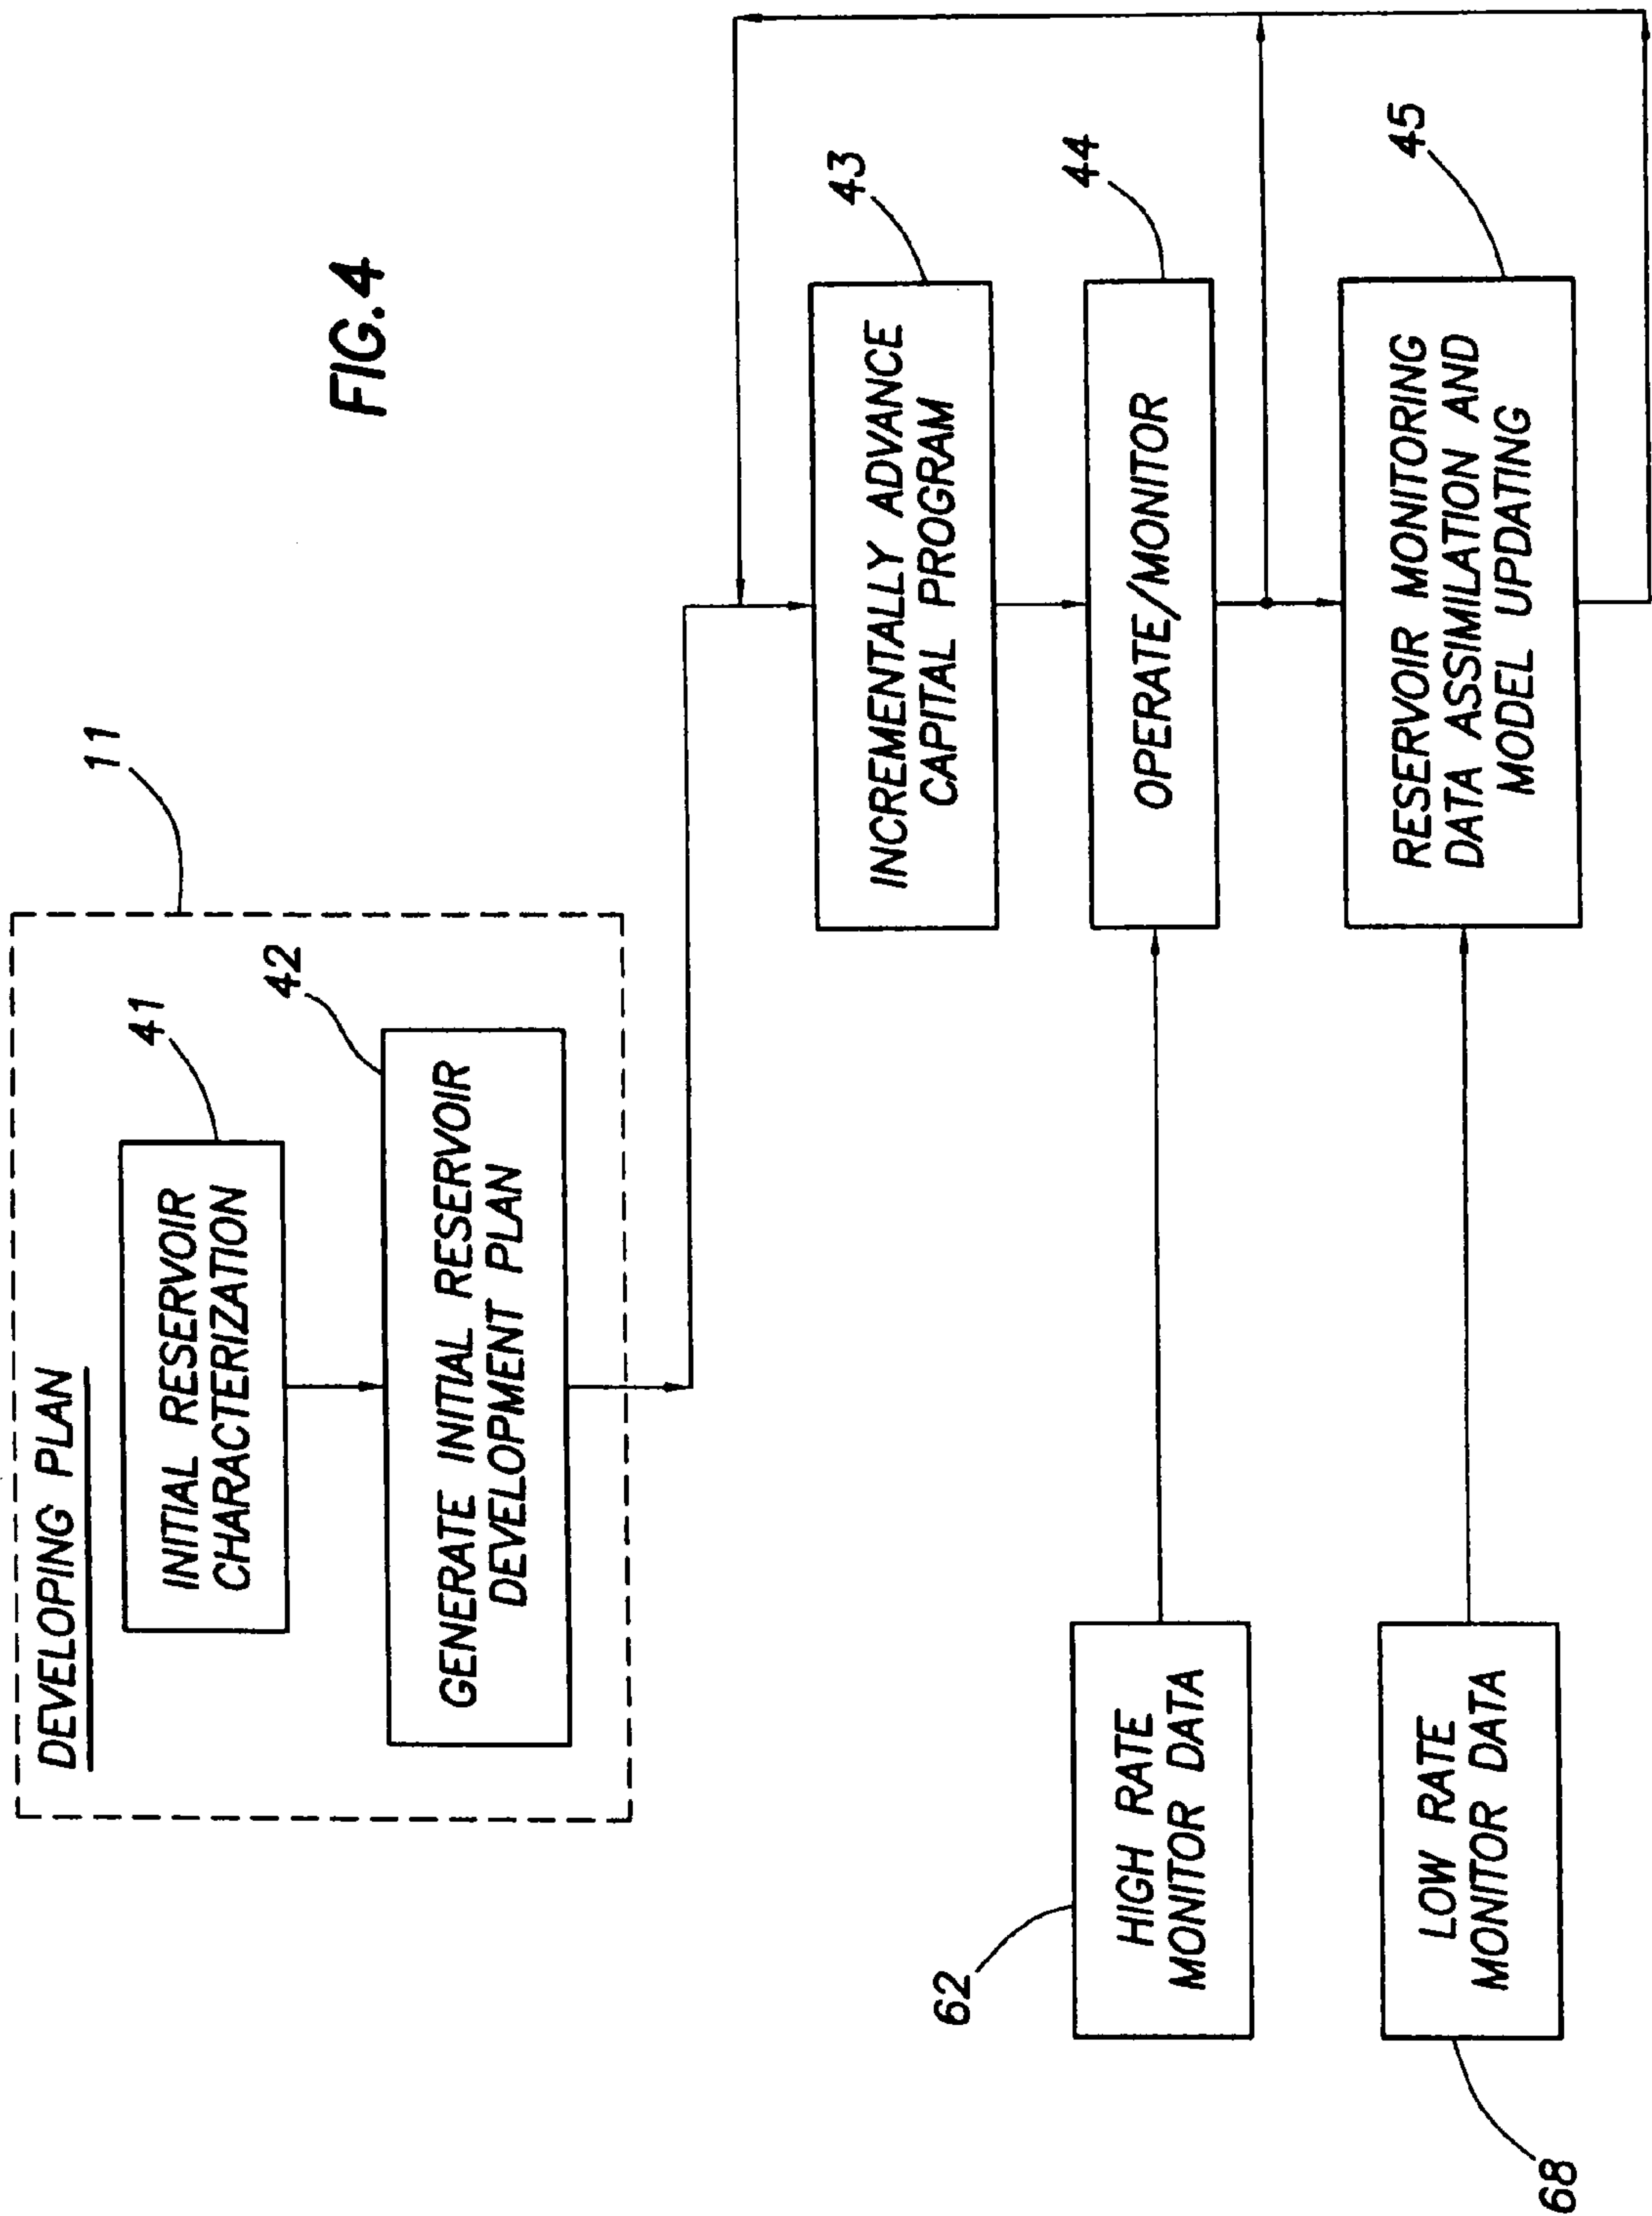 FIG.4
11
DEVELOPING PLAN
41
INITIAL RESERVOIR
CHARACTERIZATION
42
GENERATE INITIAL RESERVOIR
DEVELOPMENT PLAN
43
INCREMENTALLY ADVANCE
CAPITAL PROGRAM
62
HIGH RATE
MONITOR DATA
44
OPERATE/MONITOR
68
LOW RATE
MONITOR DATA
45
RESERVOIR MONITORING
DATA ASSIMILATION AND
MODEL UPDATING